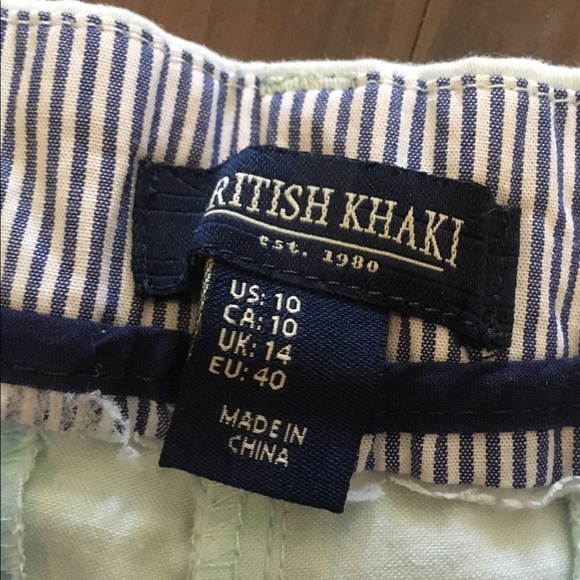 RITISH KHAKI
est. 1980
US: 10
CA: 10
UK: 14
EU: 40
MADE IN
CHINA